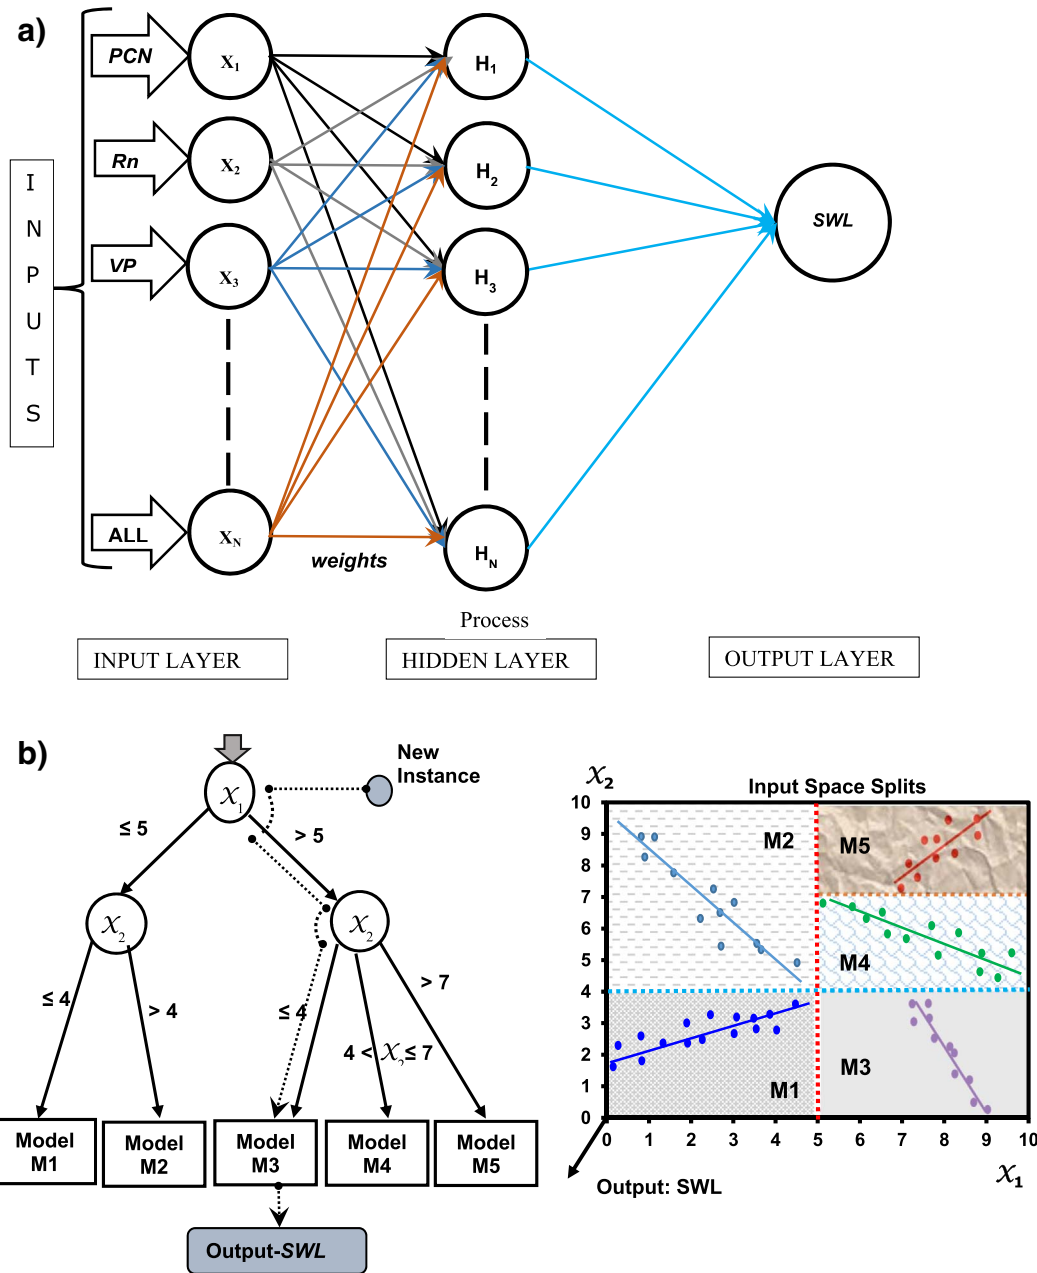 a)
INPUTS
PCN
X1
H1
Rn
X2
H2
SWL
VP
X3
H3
ALL
XN
HN
weights
Process
INPUT LAYER
HIDDEN LAYER
OUTPUT LAYER
b)
New
Instance
X1
≤ 5
> 5
X2
X2
≤ 4
> 4
≤ 4
4 < X2 ≤ 7
> 7
Model
M1
Model
M2
Model
M3
Model
M4
Model
M5
Output-SWL
X2
Input Space Splits
10
9
8
7
6
5
4
3
2
1
0
M2
M5
M4
M1
M3
0 1 2 3 4 5 6 7 8 9 10
X1
Output: SWL